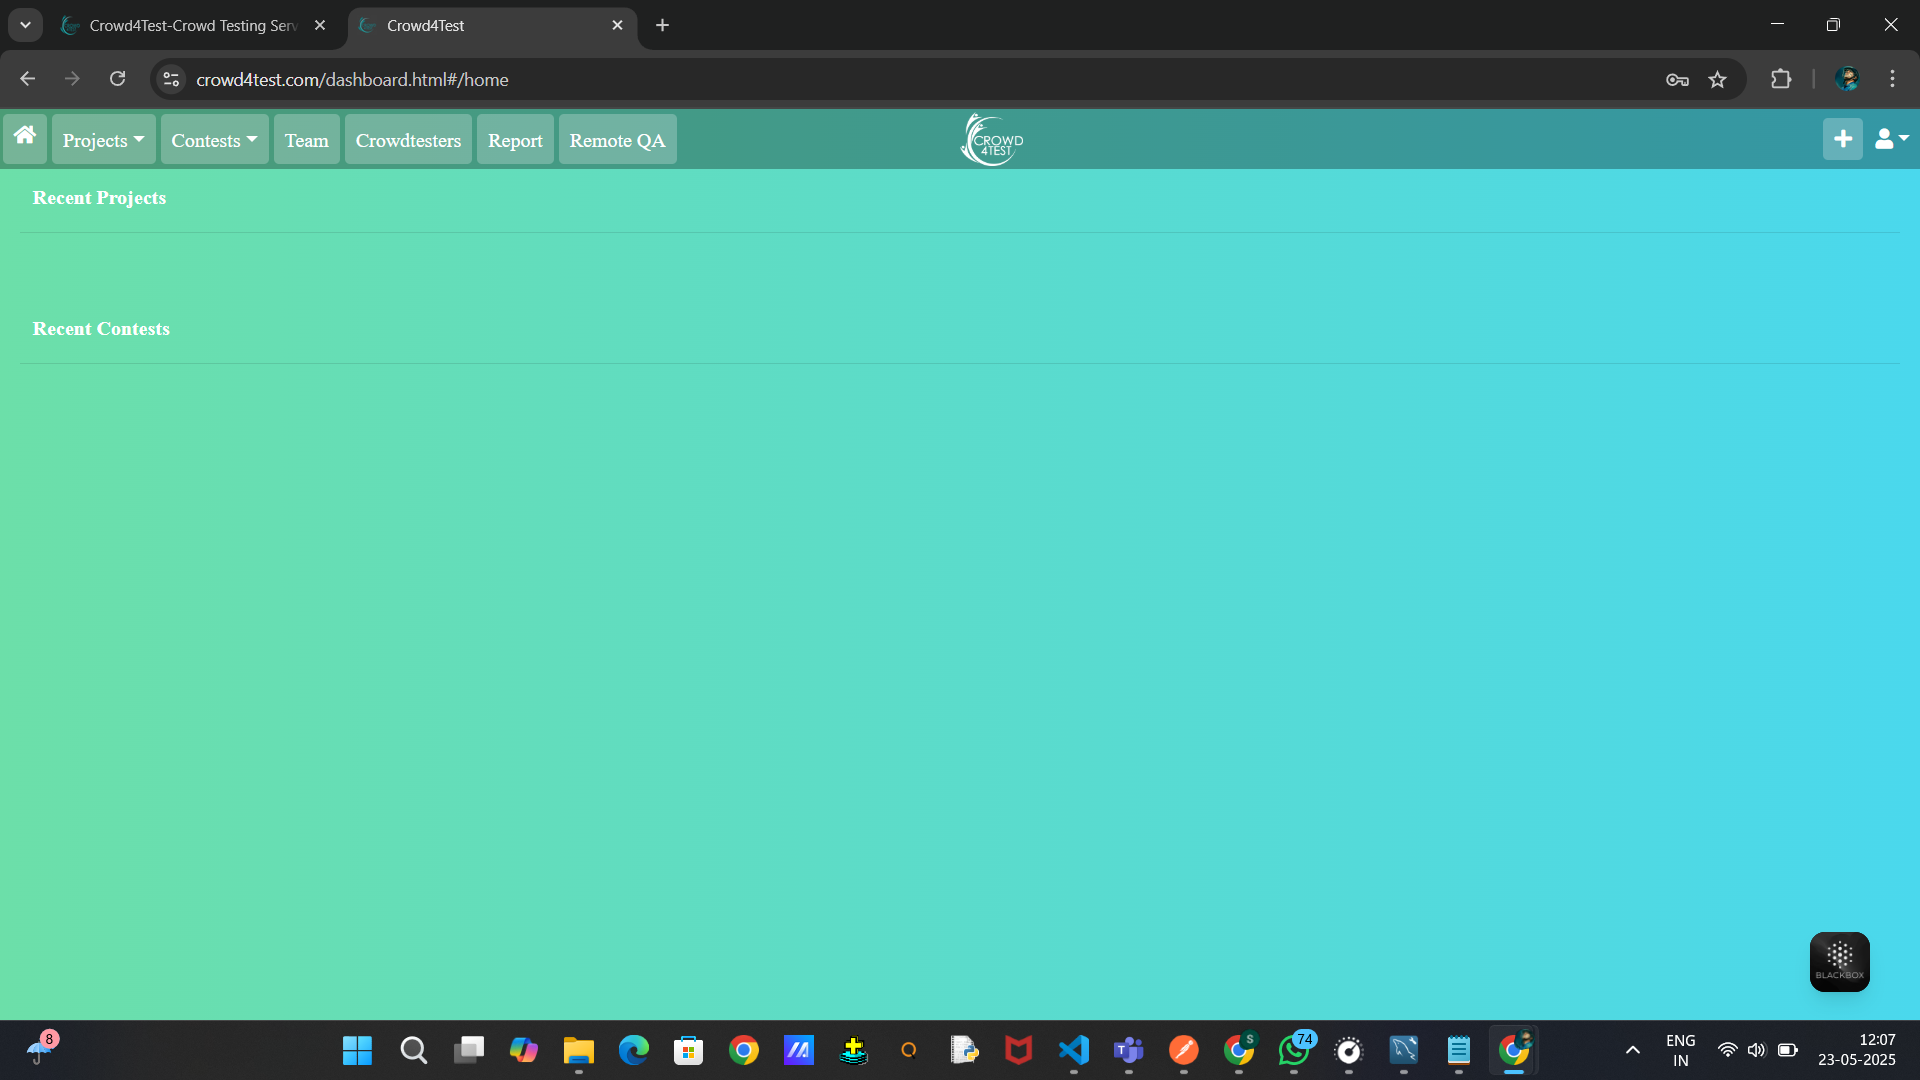 Crowd4Test-Crowd Testing Serv
Crowd4Test
crowd4test.com/dashboard.html#/home
Projects
Contests
Team
Crowdtesters
Report
Remote QA
CROWD
4TEST
Recent Projects
Recent Contests
BLACKBOX
8
S
74
ENG
IN
12:07
23-05-2025